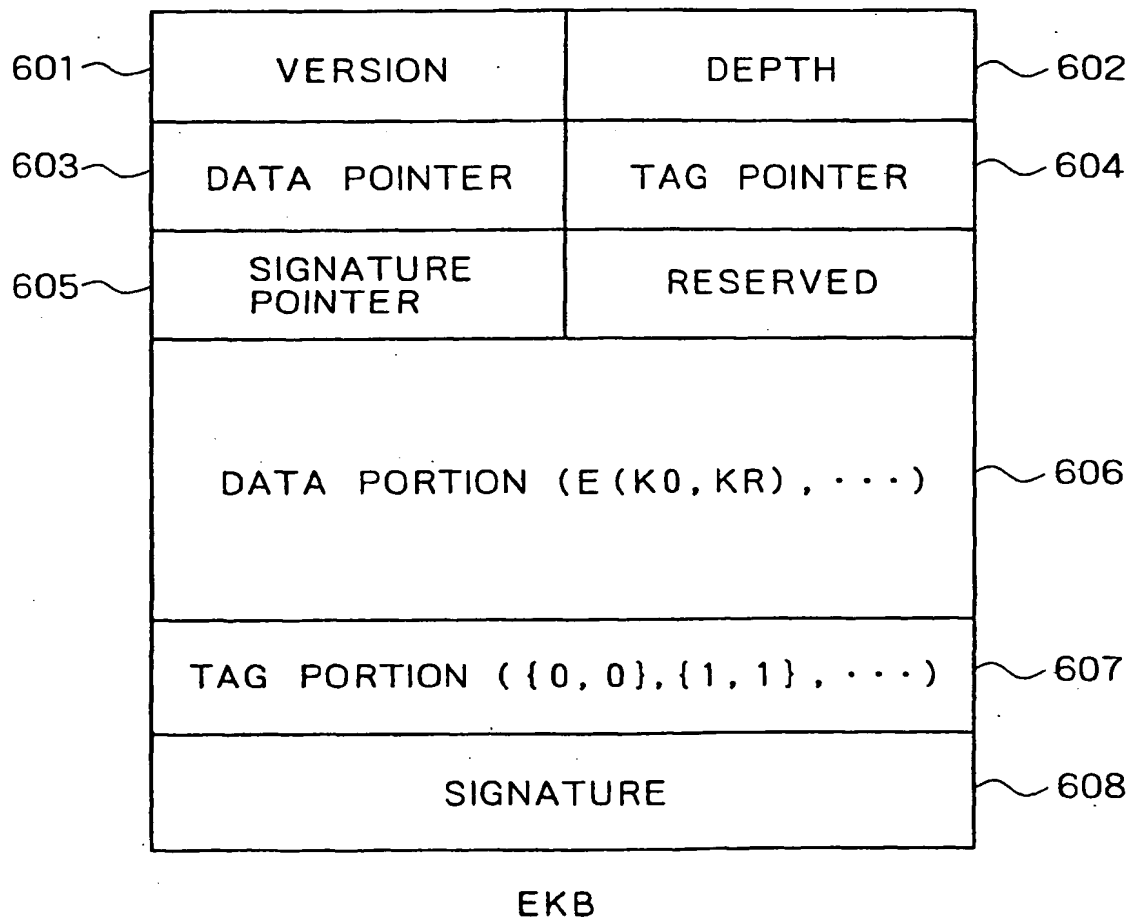 601 VERSION DEPTH 602
603 DATA POINTER TAG POINTER 604
605 SIGNATURE POINTER RESERVED
DATA PORTION (E(K0, KR), ···) 606
TAG PORTION ({0, 0}, {1, 1}, ···) 607
SIGNATURE 608
EKB